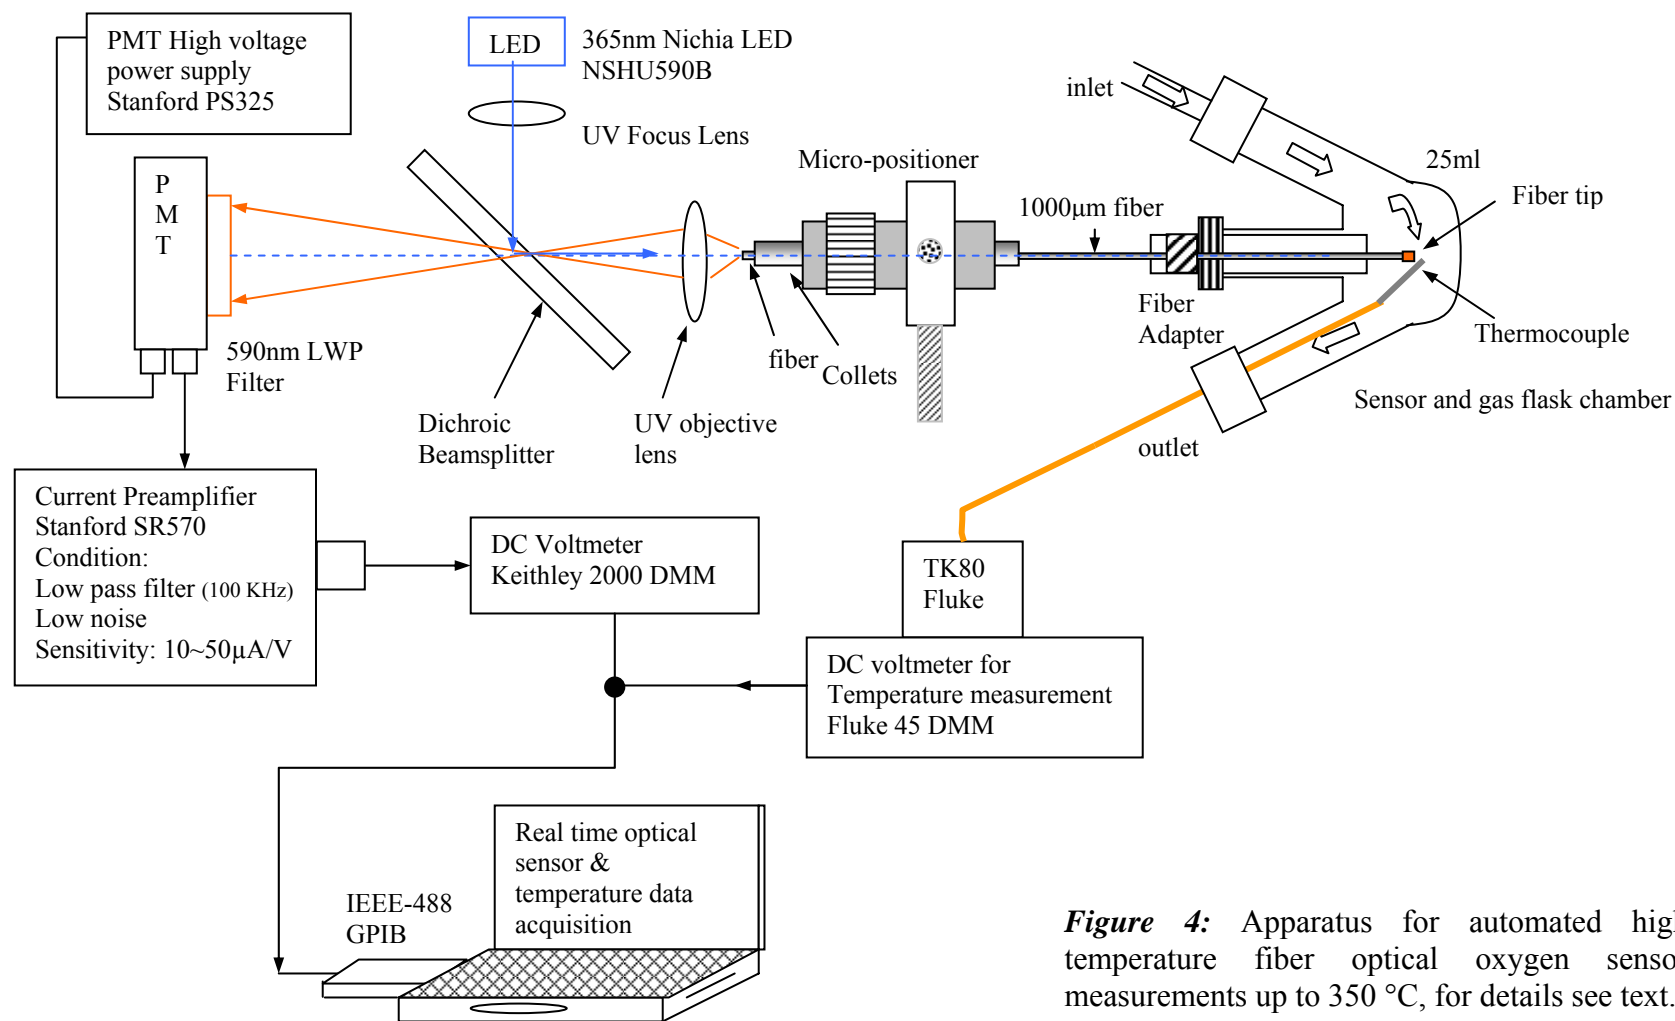 PMT High voltage
power supply
Stanford PS325
LED
365nm Nichia LED
NSHU590B
UV Focus Lens
inlet
Micro-positioner
25ml
Fiber tip
P
M
T
1000µm fiber
590nm LWP
Filter
fiber
Collets
Fiber
Adapter
Thermocouple
Dichroic
Beamsplitter
UV objective
lens
Sensor and gas flask chamber
outlet
Current Preamplifier
Stanford SR570
Condition:
Low pass filter (100 KHz)
Low noise
Sensitivity: 10~50µA/V
DC Voltmeter
Keithley 2000 DMM
TK80
Fluke
DC voltmeter for
Temperature measurement
Fluke 45 DMM
Real time optical
sensor &
temperature data
acquisition
IEEE-488
GPIB
Figure 4: Apparatus for automated high
temperature fiber optical oxygen sensor
measurements up to 350 °C, for details see text.